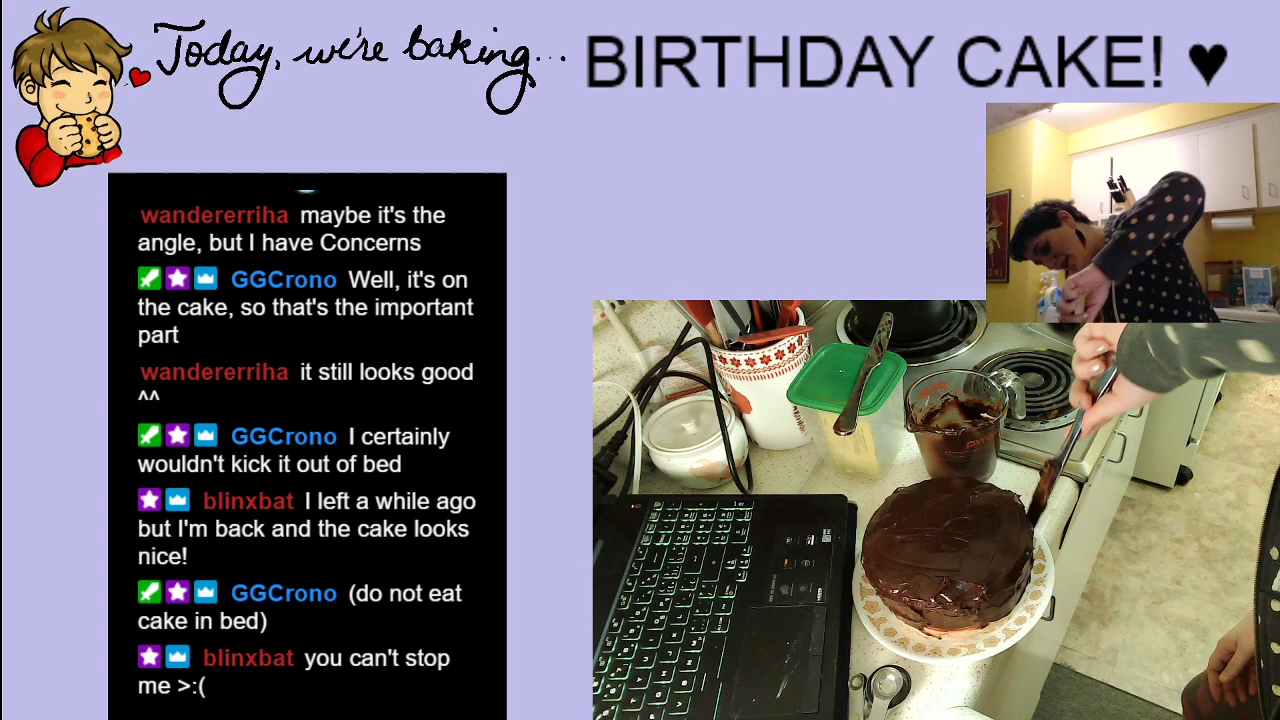 Today, we're baking... BIRTHDAY CAKE! ♥
wandererriha maybe it's the
angle, but I have Concerns
GGCrono Well, it's on
the cake, so that's the important
part
wandererriha it still looks good
^^
GGCrono I certainly
wouldn't kick it out of bed
blinxbat I left a while ago
but I'm back and the cake looks
nice!
GGCrono (do not eat
cake in bed)
blinxbat you can't stop
me >:(
PYREX